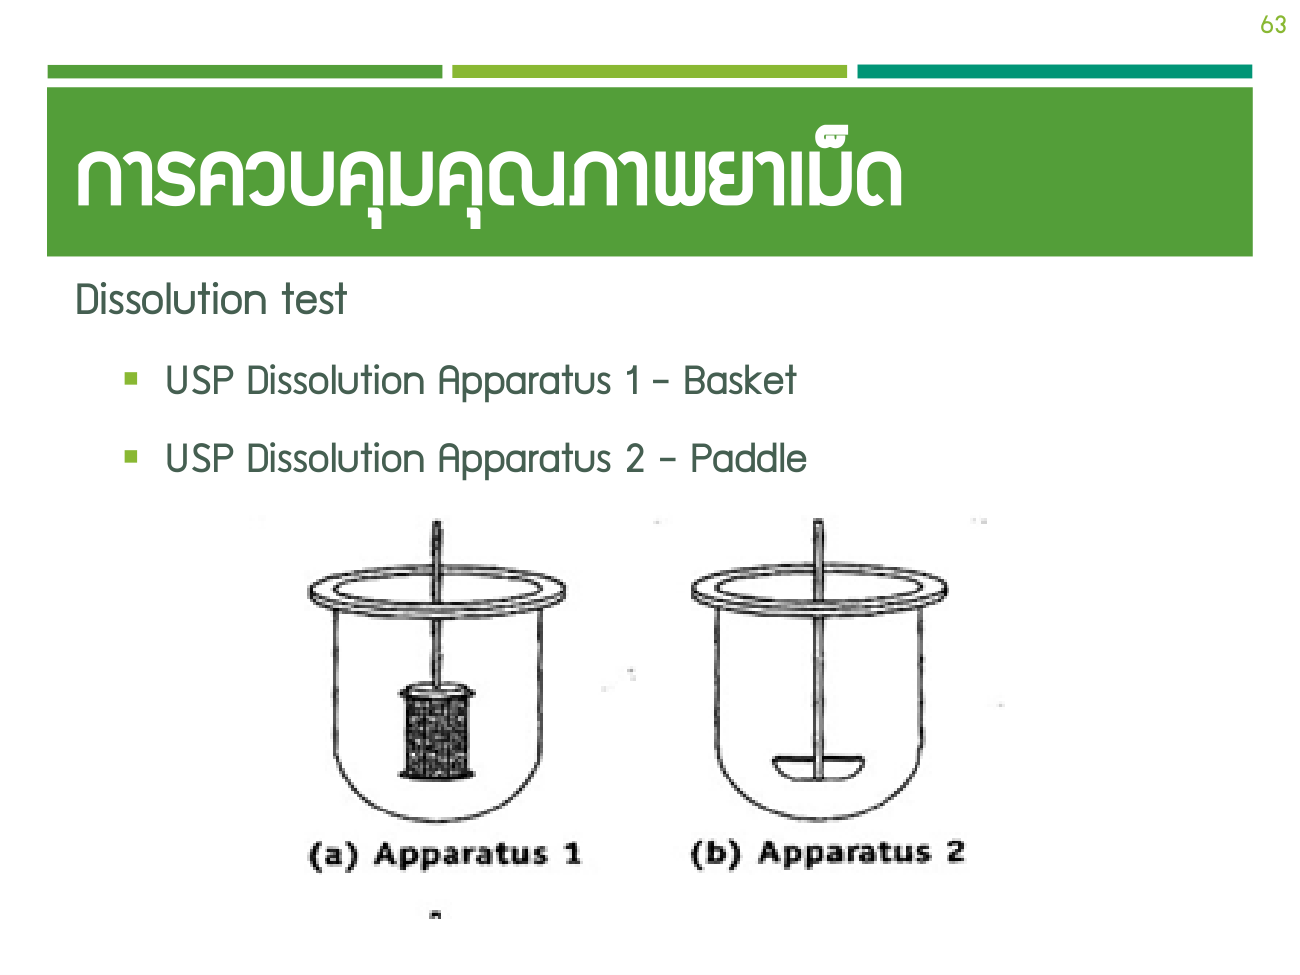 63
การควบคุมคุณภาพยาเม็ด
Dissolution test
▪ USP Dissolution Apparatus 1 - Basket
▪ USP Dissolution Apparatus 2 - Paddle
(a) Apparatus 1
(b) Apparatus 2